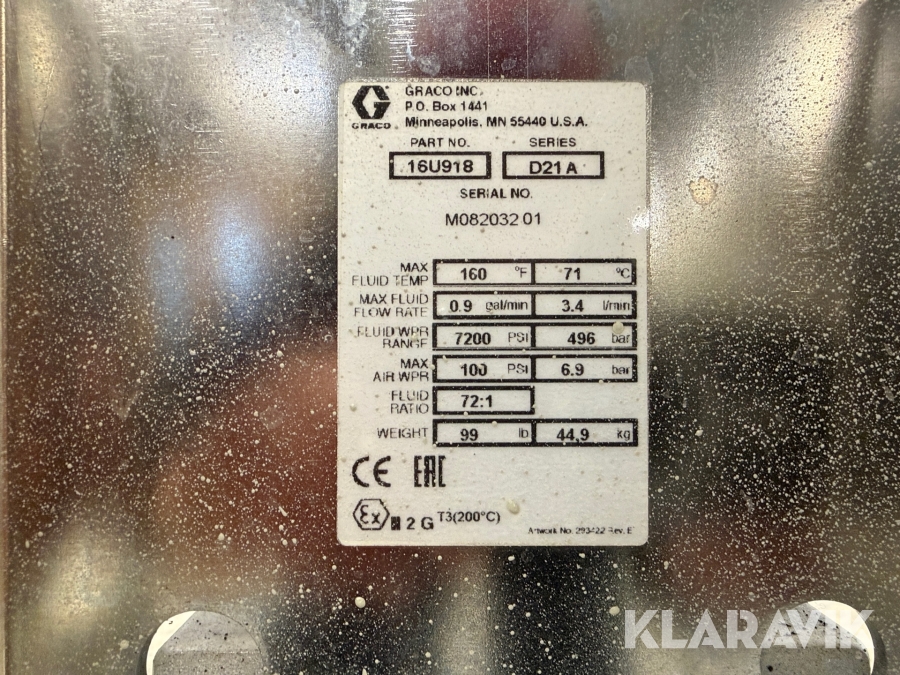 GRACO INC.
P.O. Box 1441
Minneapolis, MN 55440 U.S.A.
GRACO
PART NO. SERIES
16U918 D21 A
SERIAL NO.
M082032 01
MAX FLUID TEMP 160 °F 71 °C
MAX FLUID FLOW RATE 0.9 gal/min 3.4 l/min
FLUID WPR RANGE 7200 PSI 496 bar
MAX AIR WPR 100 PSI 6.9 bar
FLUID RATIO 72:1
WEIGHT 99 lb 44,9 kg
CE EAC
Ex 2 G T3(200°C)
Artwork No. 293422 Rev. E
KLARAVIK